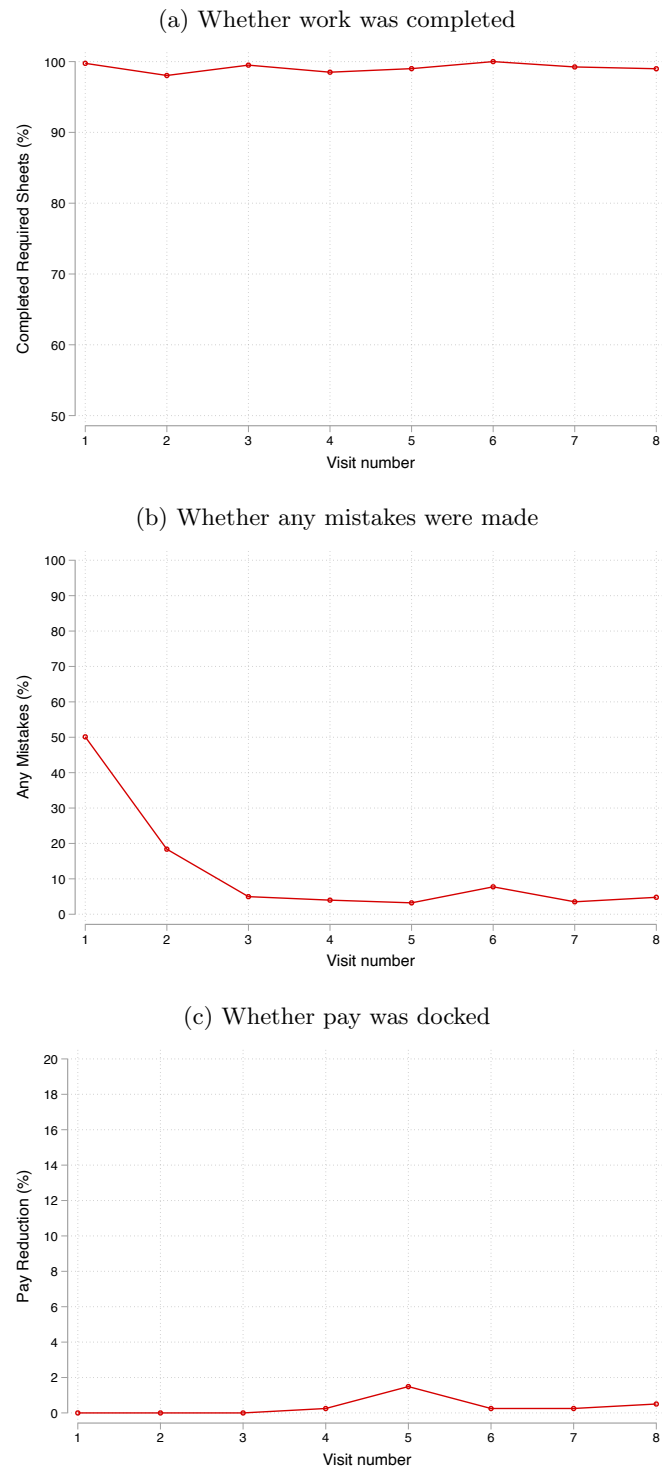 (a) Whether work was completed
100
90
80
70
60
50
Completed Required Sheets (%)
1 2 3 4 5 6 7 8
Visit number
(b) Whether any mistakes were made
100
90
80
70
60
50
40
30
20
10
0
Any Mistakes (%)
1 2 3 4 5 6 7 8
Visit number
(c) Whether pay was docked
20
18
16
14
12
10
8
6
4
2
0
Pay Reduction (%)
1 2 3 4 5 6 7 8
Visit number